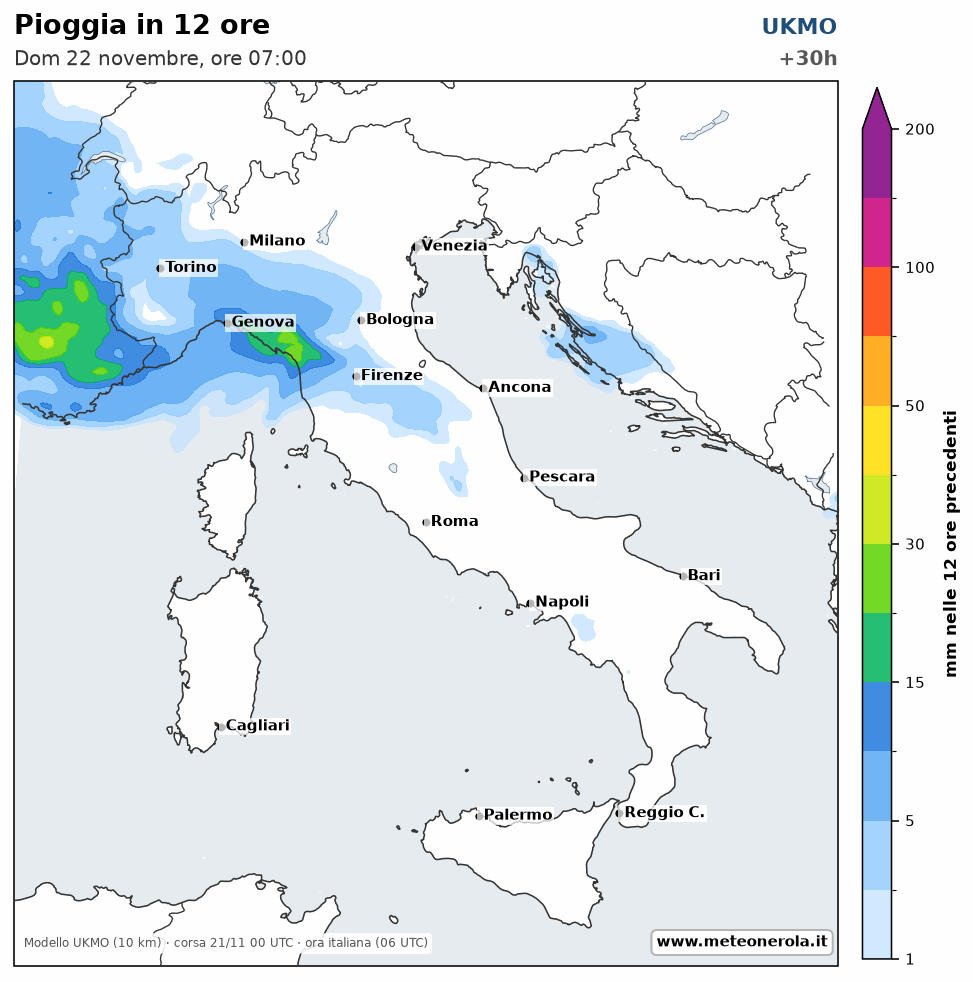 Pioggia in 12 ore
UKMO
Dom 22 novembre, ore 07:00
+30h
200
100
50
30
15
5
1
mm nelle 12 ore precedenti
Milano
Venezia
Torino
Genova
Bologna
Firenze
Ancona
Pescara
Roma
Bari
Napoli
Cagliari
Palermo
Reggio C.
Modello UKMO (10 km) · corsa 21/11 00 UTC · ora italiana (06 UTC)
www.meteonerola.it